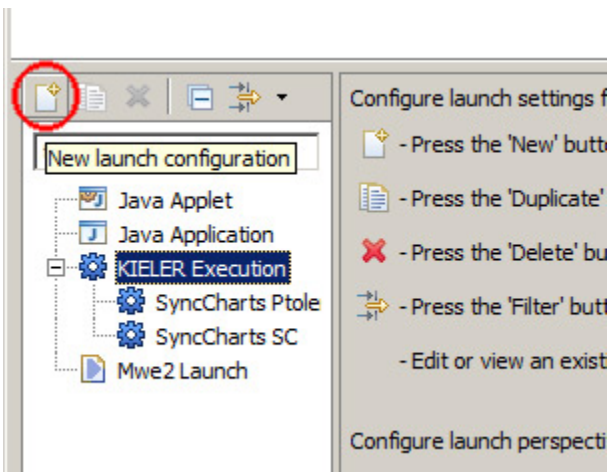 Configure launch settings f
- Press the 'New' butt
New launch configuration
Java Applet
- Press the 'Duplicate'
Java Application
- Press the 'Delete' bu
KIELER Execution
SyncCharts Ptole
- Press the 'Filter' butt
SyncCharts SC
- Edit or view an exist
Mwe2 Launch
Configure launch perspecti